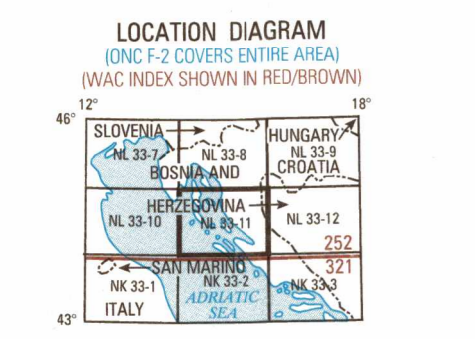 LOCATION DIAGRAM
(ONC F-2 COVERS ENTIRE AREA)
(WAC INDEX SHOWN IN RED/BROWN)
12° 18°
46°
SLOVENIA HUNGARY
NL 33-7 NL 33-8 NL 33-9
BOSNIA AND CROATIA
HERZEGOVINA
NL 33-10 NL 33-11 NL 33-12
252
321
SAN MARINO
NK 33-1 NK 33-2 NK 33-3
ADRIATIC
ITALY SEA
43°